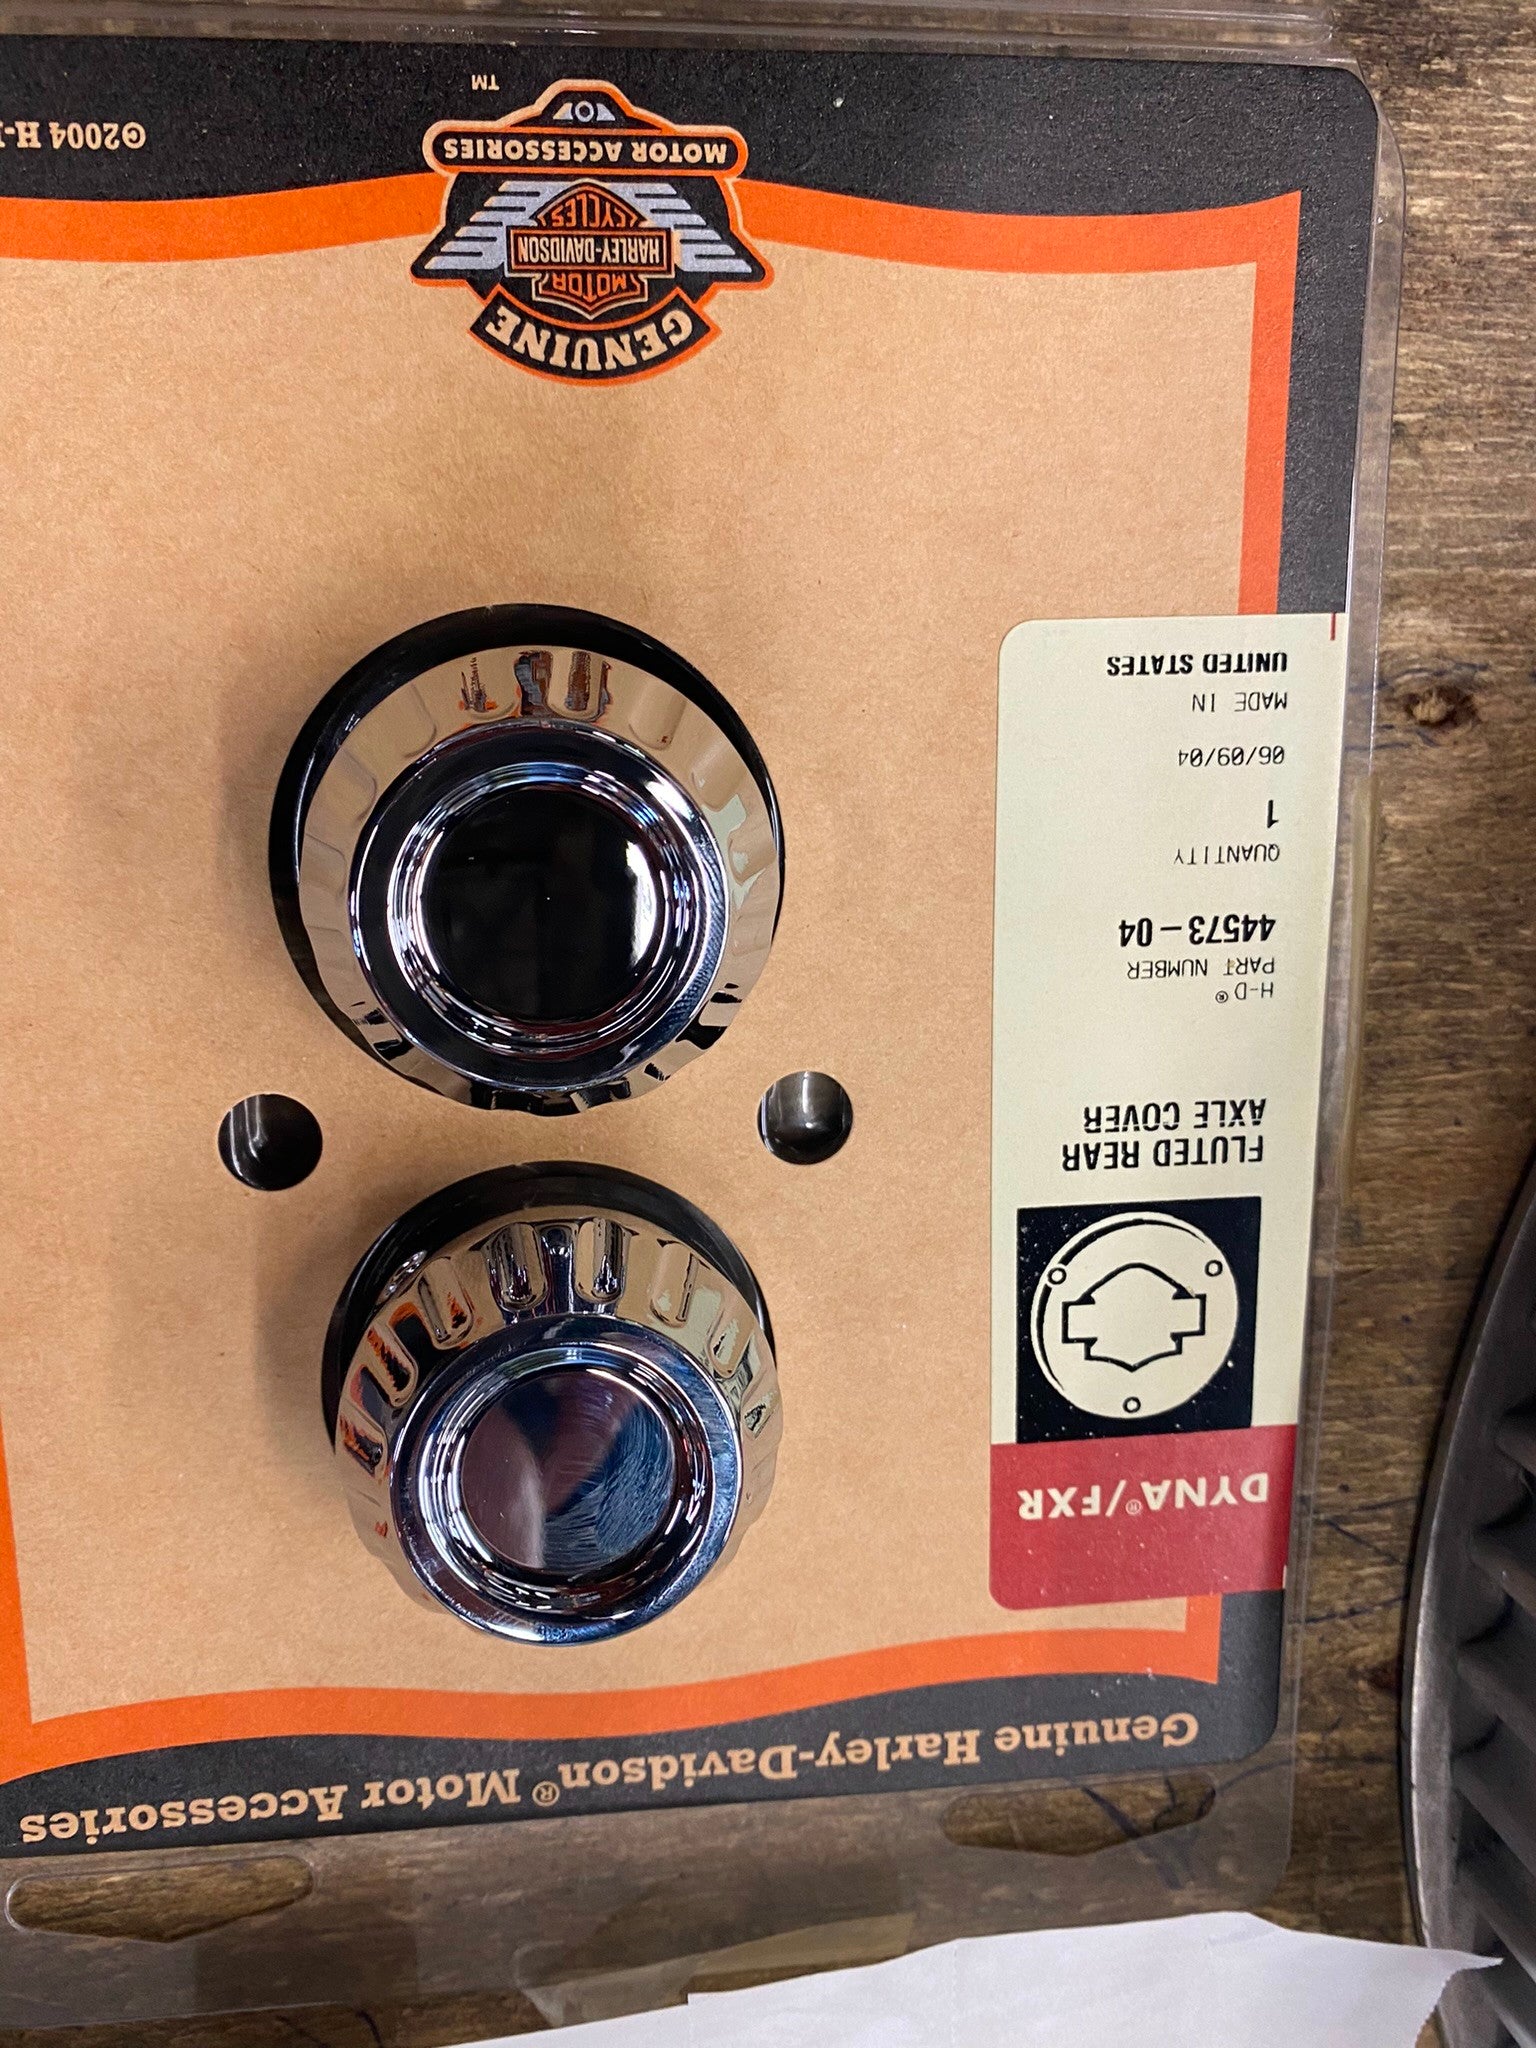 Genuine Harley-Davidson® Motor Accessories
DYNA®/FXR
FLUTED REAR
AXLE COVER
H-D®
PART NUMBER
44573-04
QUANTITY
1
06/09/04
MADE IN
UNITED STATES
GENUINE
MOTOR
HARLEY-DAVIDSON
CYCLES
MOTOR ACCESSORIES
TM
©2004 H-